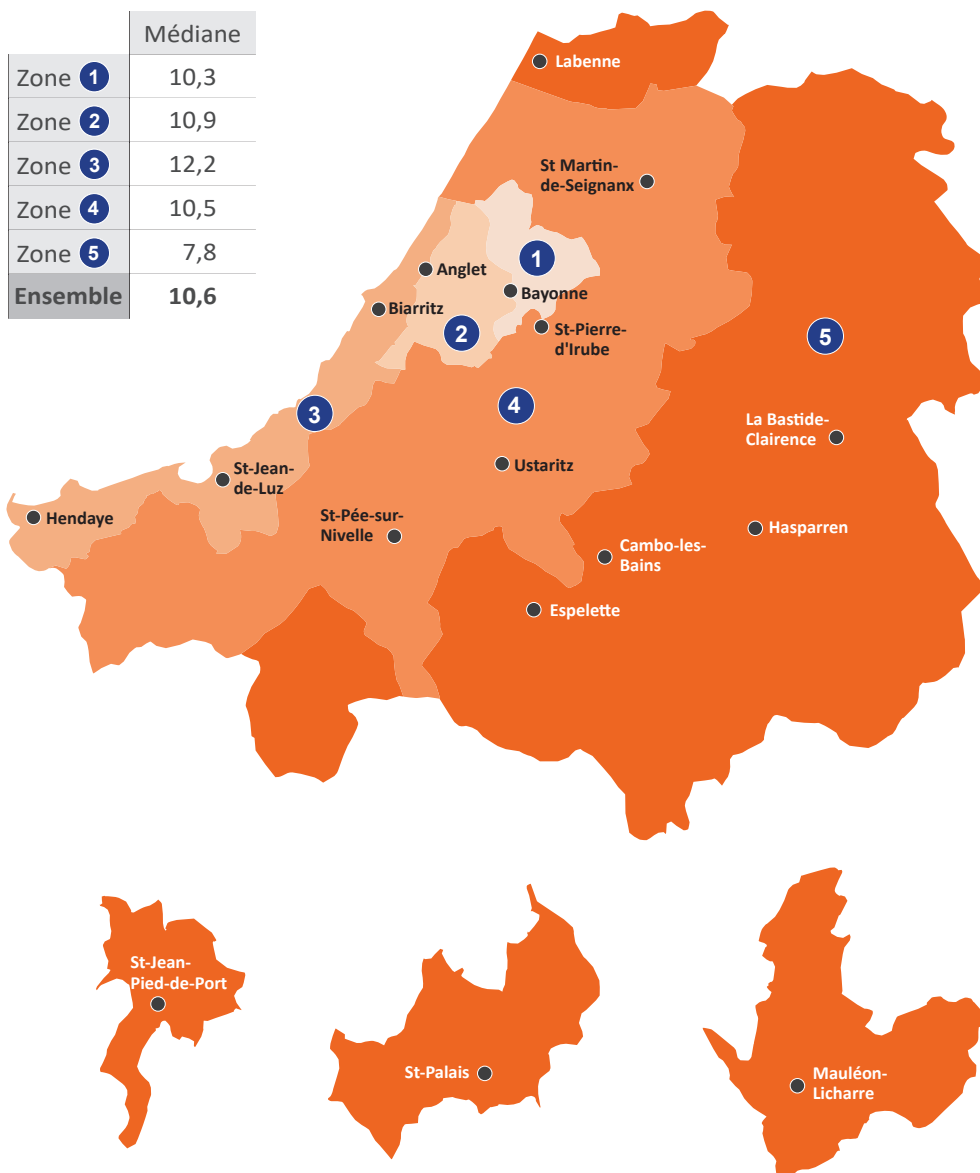 Médiane
Zone 1 10,3
Zone 2 10,9
Zone 3 12,2
Zone 4 10,5
Zone 5 7,8
Ensemble 10,6
Labenne
St Martin-
de-Seignanx
1
Anglet
Bayonne
Biarritz
2
St-Pierre-
d'Irube
5
3
4
La Bastide-
Clairence
Ustaritz
St-Jean-
de-Luz
Hendaye
St-Pée-sur-
Nivelle
Hasparren
Cambo-les-
Bains
Espelette
St-Jean-
Pied-de-Port
St-Palais
Mauléon-
Licharre